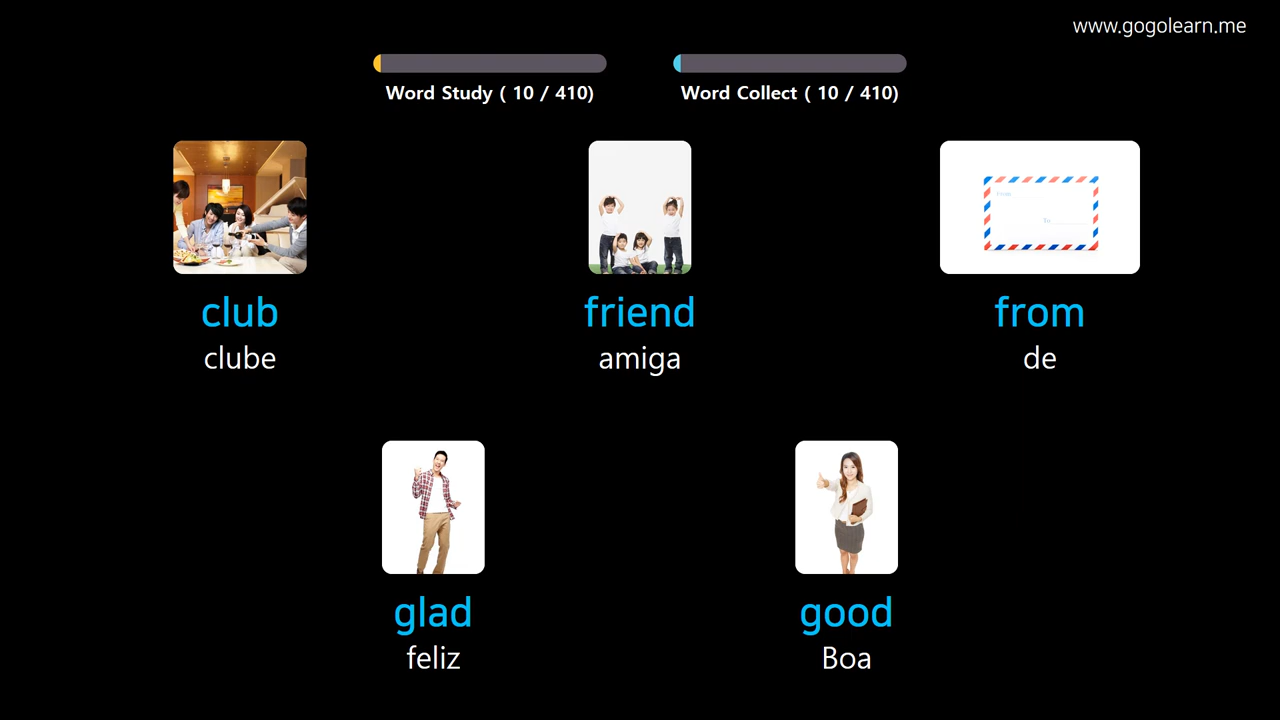 www.gogolearn.me
Word Study ( 10 / 410)
Word Collect ( 10 / 410)
club
clube
friend
amiga
from
de
glad
feliz
good
Boa